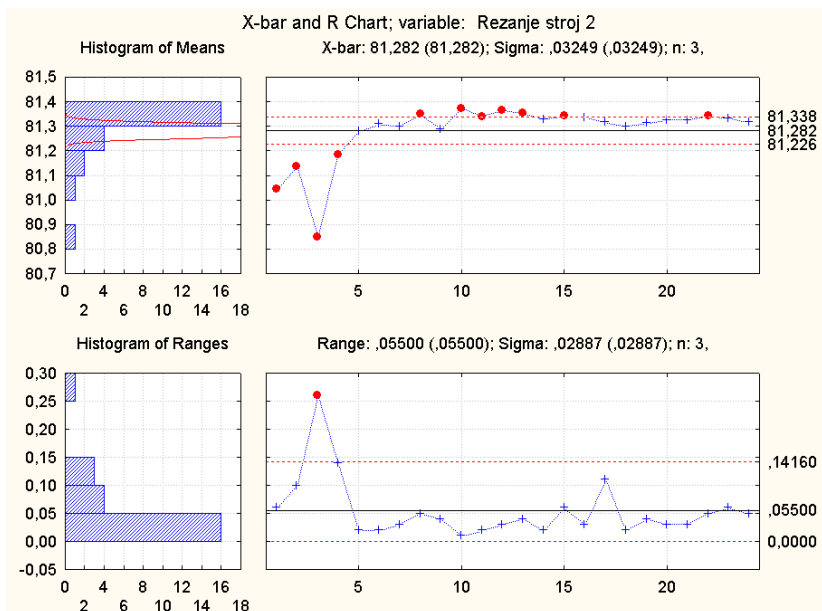 X-bar and R Chart; variable:  Rezanje stroj 2
Histogram of Means
X-bar: 81,282 (81,282); Sigma: ,03249 (,03249); n: 3,
81,5
81,4
81,3
81,2
81,1
81,0
80,9
80,8
80,7
0 4 8 12 16
2 6 10 14 18
5 10 15 20
81,338
81,282
81,226
Histogram of Ranges
Range: ,05500 (,05500); Sigma: ,02887 (,02887); n: 3,
0,30
0,25
0,20
0,15
0,10
0,05
0,00
-0,05
0 4 8 12 16
2 6 10 14 18
5 10 15 20
,14160
,05500
0,0000